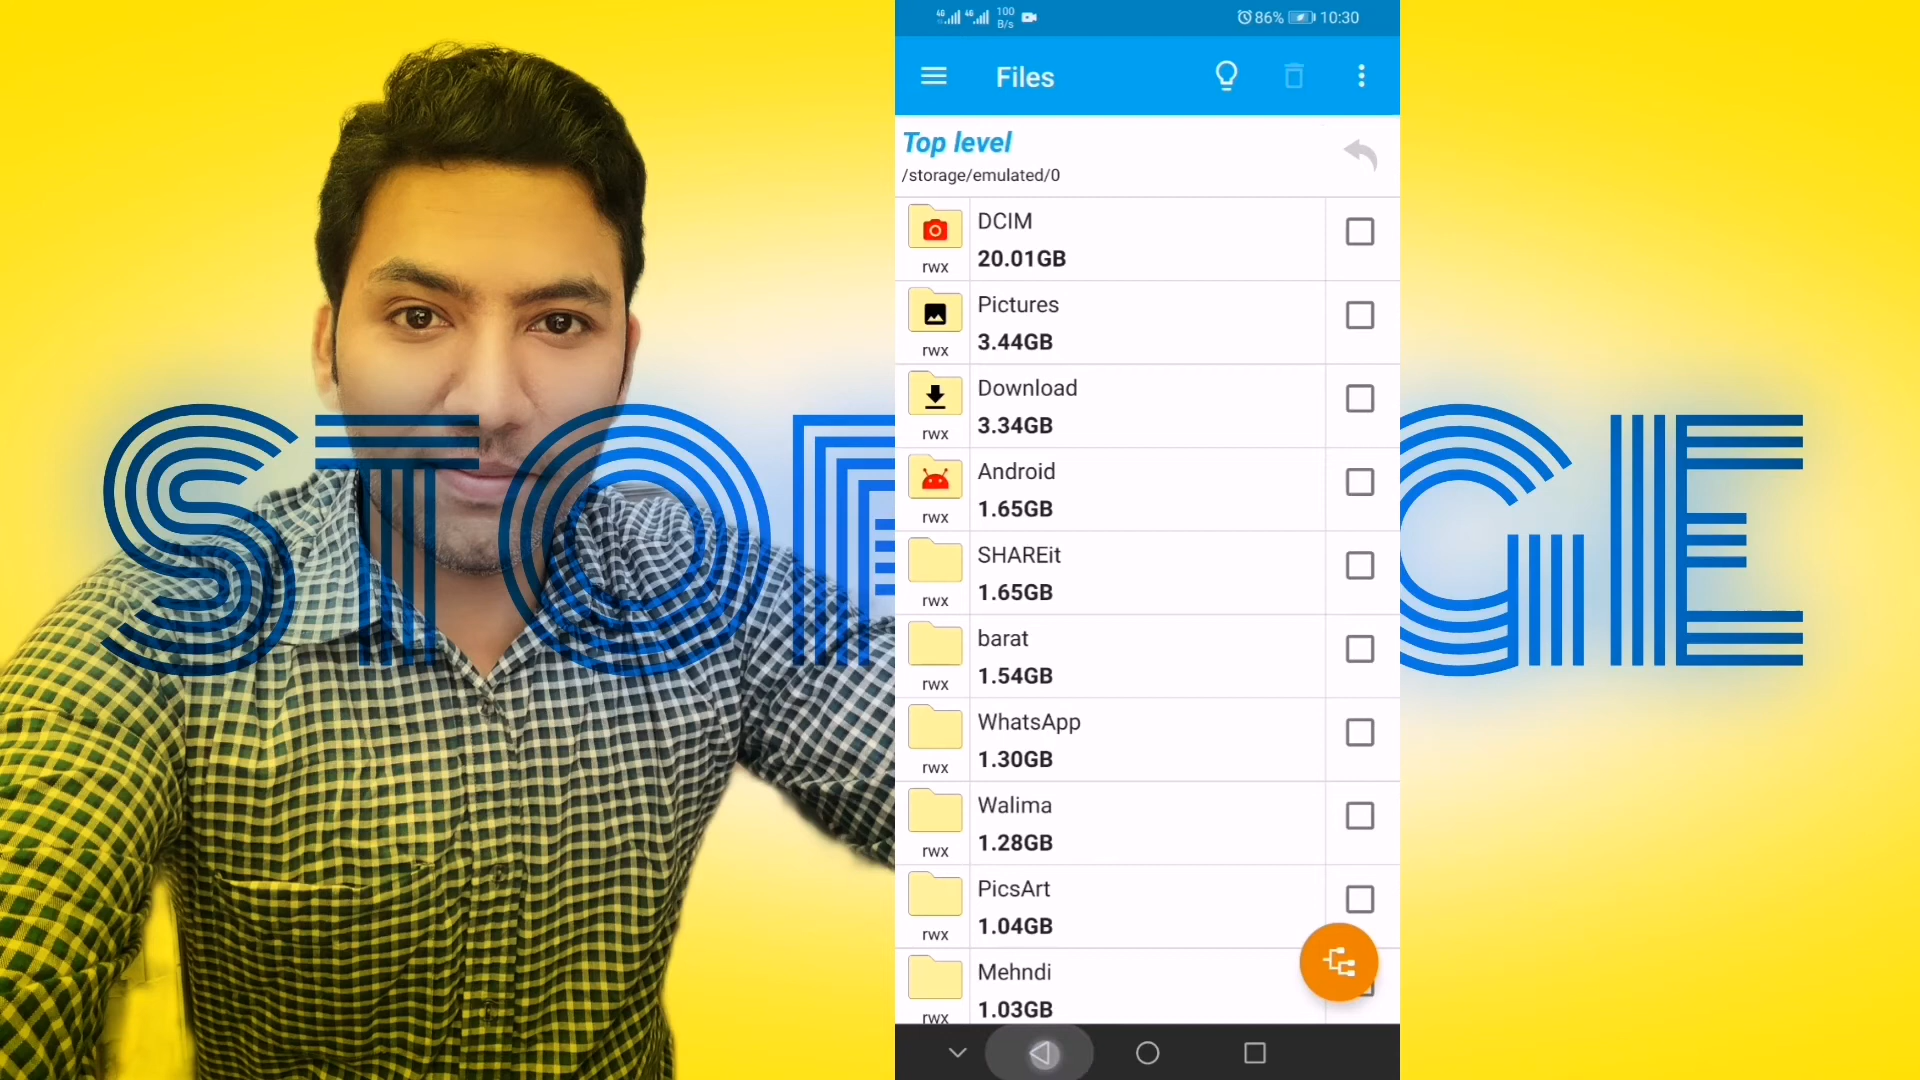 4G 4G 100 B/s 86% 10:30
Files
Top level
/storage/emulated/0
DCIM
20.01GB
rwx
Pictures
3.44GB
rwx
Download
3.34GB
rwx
Android
1.65GB
rwx
SHAREit
1.65GB
rwx
barat
1.54GB
rwx
WhatsApp
1.30GB
rwx
Walima
1.28GB
rwx
PicsArt
1.04GB
rwx
Mehndi
1.03GB
rwx
STORAGE